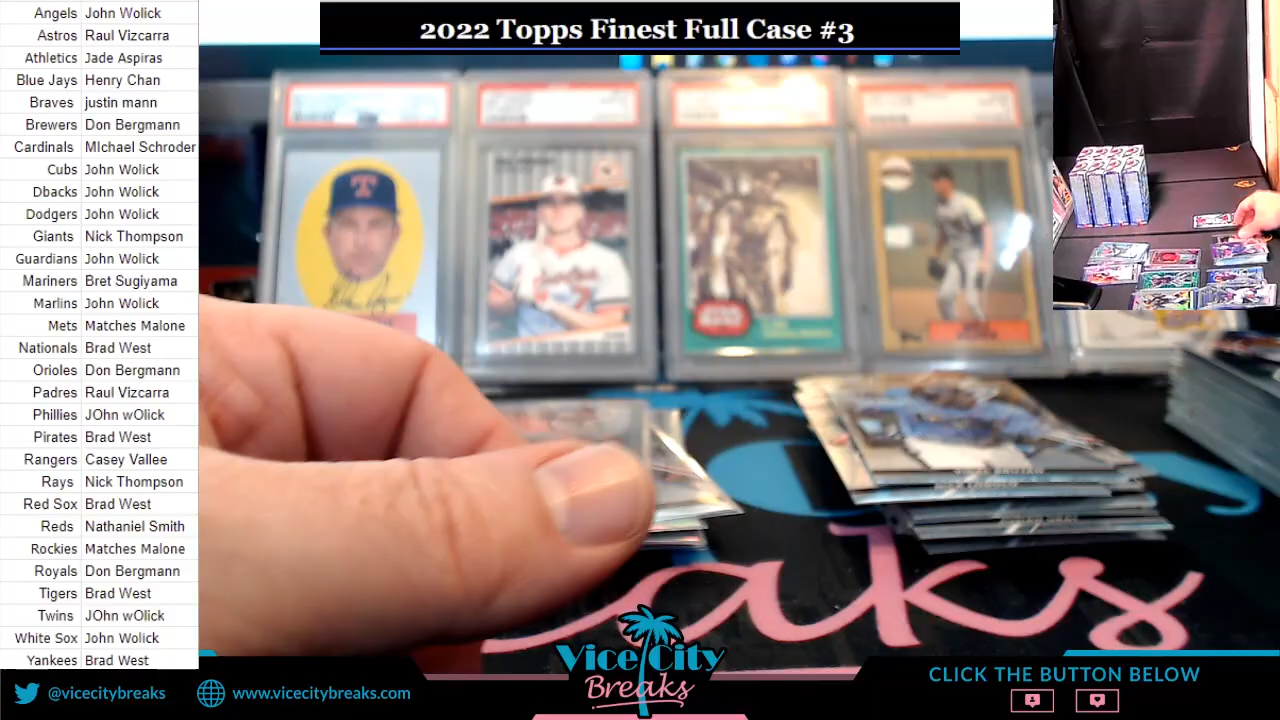 2022 Topps Finest Full Case #3
Angels John Wolick
Astros Raul Vizcarra
Athletics Jade Aspiras
Blue Jays Henry Chan
Braves justin mann
Brewers Don Bergmann
Cardinals MIchael Schroder
Cubs John Wolick
Dbacks John Wolick
Dodgers John Wolick
Giants Nick Thompson
Guardians John Wolick
Mariners Bret Sugiyama
Marlins John Wolick
Mets Matches Malone
Nationals Brad West
Orioles Don Bergmann
Padres Raul Vizcarra
Phillies JOhn wOlick
Pirates Brad West
Rangers Casey Vallee
Rays Nick Thompson
Red Sox Brad West
Reds Nathaniel Smith
Rockies Matches Malone
Royals Don Bergmann
Tigers Brad West
Twins JOhn wOlick
White Sox John Wolick
Yankees Brad West
T
aks
Vice City
Breaks
@vicecitybreaks
www.vicecitybreaks.com
CLICK THE BUTTON BELOW